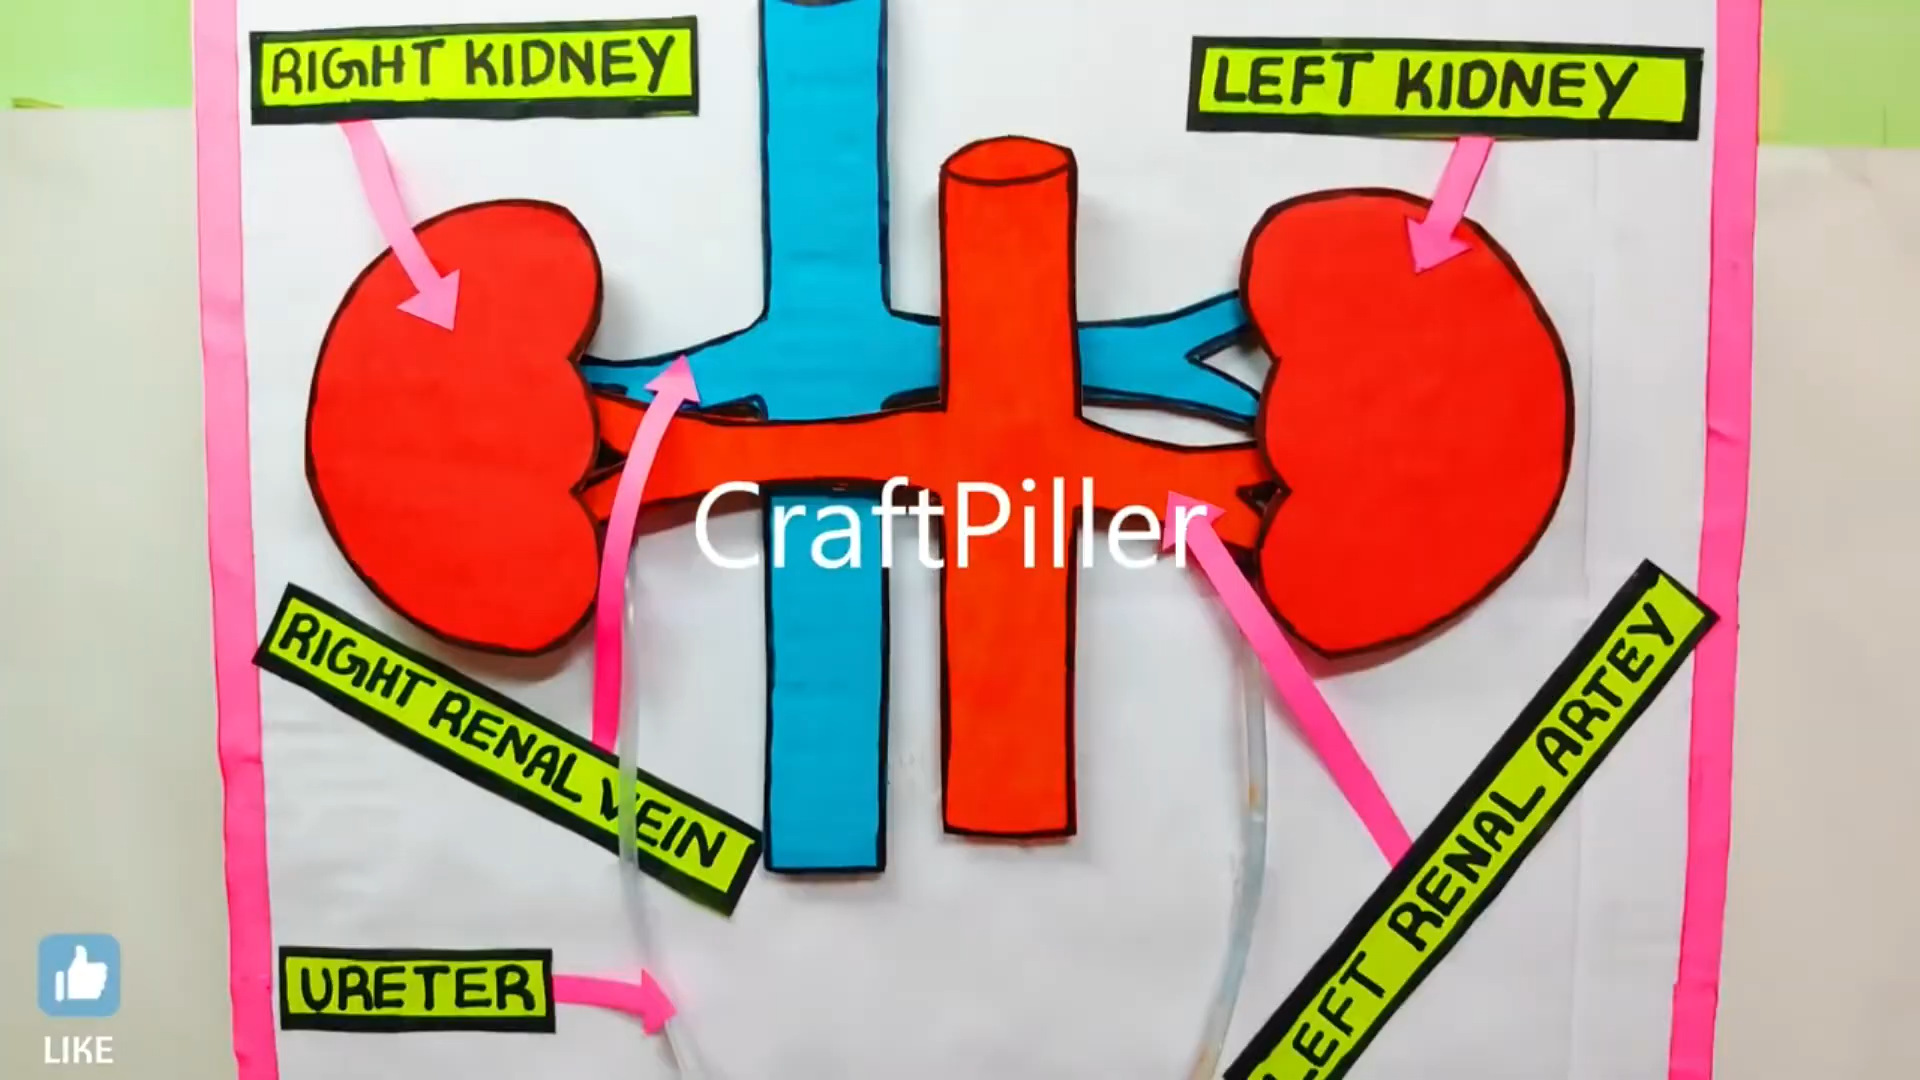 RIGHT KIDNEY
LEFT KIDNEY
CraftPiller
RIGHT RENAL VEIN
LEFT RENAL ARTEY
URETER
LIKE